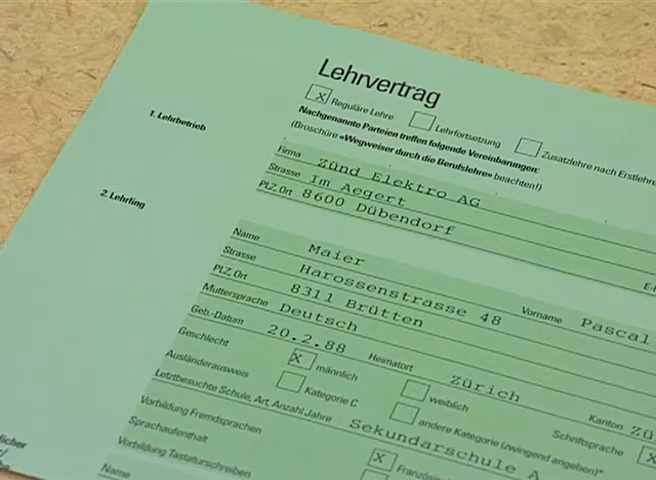 Lehrvertrag
X Reguläre Lehre Lehrfortsetzung Zusatzlehre nach Erstlehre
Nachgenannte Parteien treffen folgende Vereinbarungen:
(Broschüre «Wegweiser durch die Berufslehre» beachten!)
1. Lehrbetrieb
Firma Zünd Elektro AG
Strasse Im Aegert
PLZ, Ort 8600 Dübendorf
2. Lehrling
Name Maier Vorname Pascal
Strasse Harossenstrasse 48
PLZ, Ort 8311 Brütten
Muttersprache Deutsch
Geb.-Datum 20.2.88 Heimatort Zürich Kanton Zü
Geschlecht X männlich weiblich Schriftsprache X
Ausländerausweis Kategorie C andere Kategorie (zwingend angeben)*
Letztbesuchte Schule, Art, Anzahl Jahre Sekundarschule A
Vorbildung Fremdsprachen X Französi
Sprachaufenthalt
Vorbildung Tastaturschreiben
Name